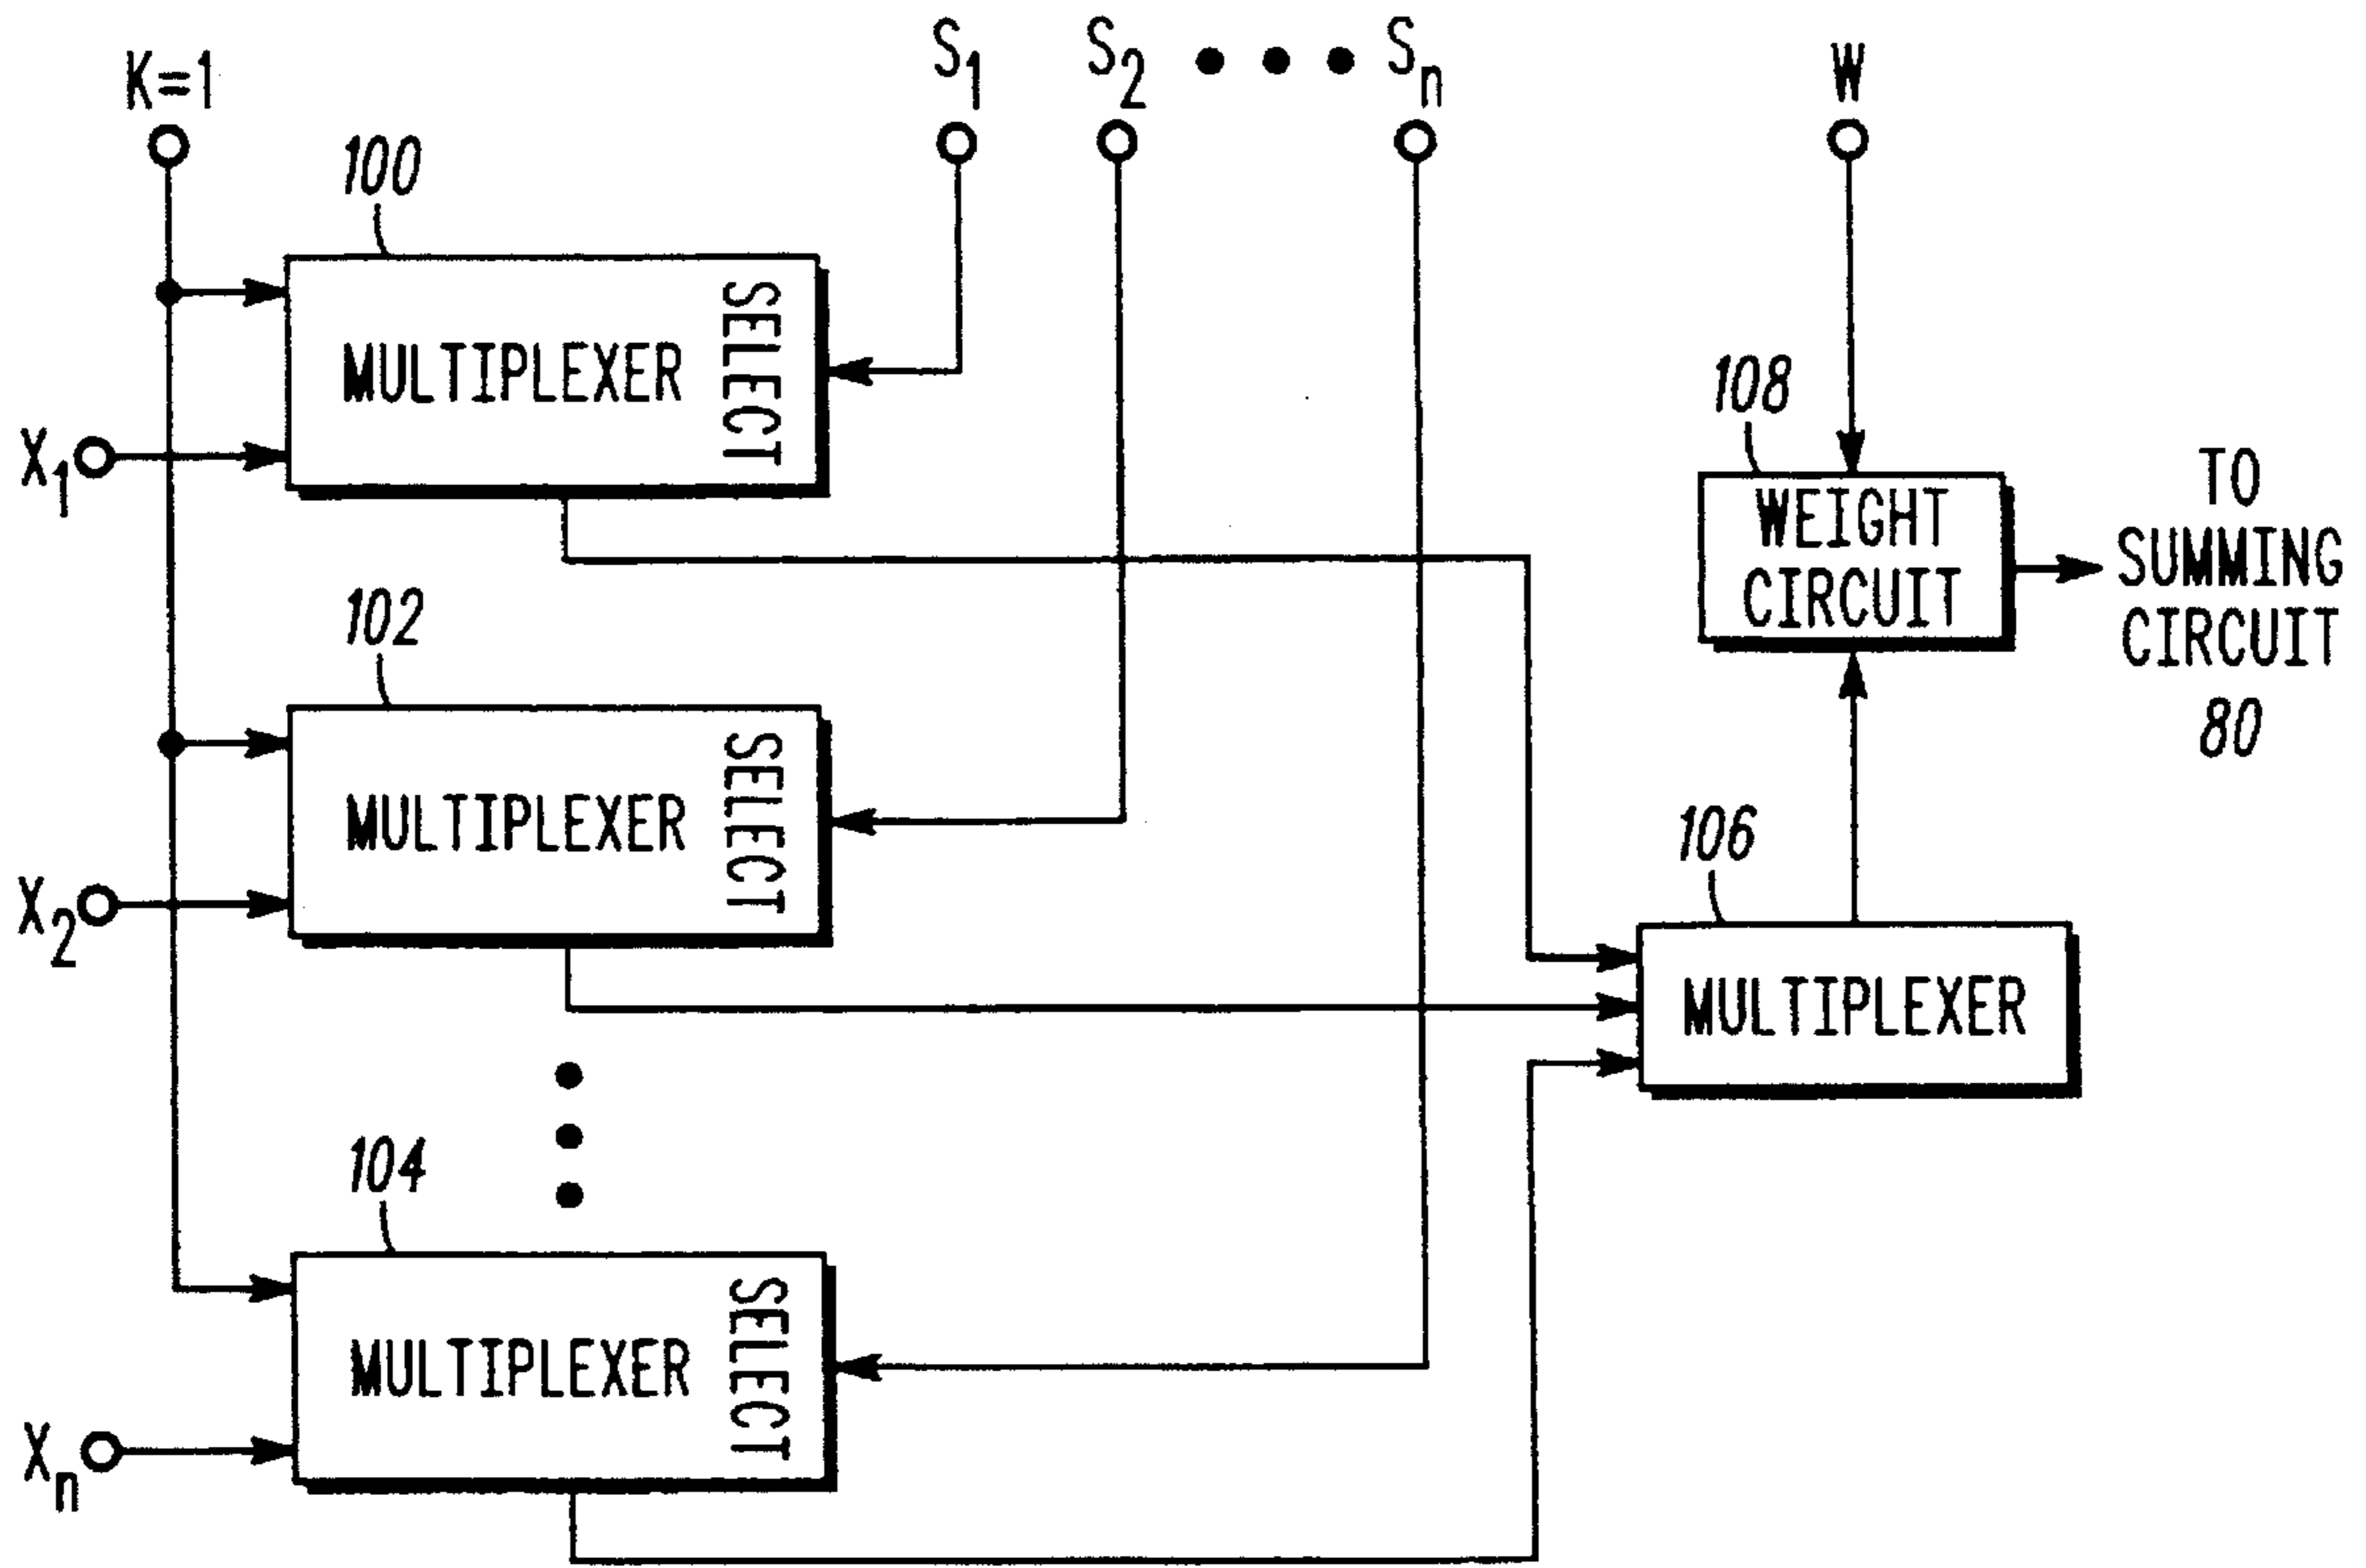 K=1
S1 S2 • • • Sn
W
100
MULTIPLEXER
SELECT
X1
108
WEIGHT
CIRCUIT
TO
SUMMING
CIRCUIT
80
102
MULTIPLEXER
SELECT
X2
106
MULTIPLEXER
104
MULTIPLEXER
SELECT
Xn